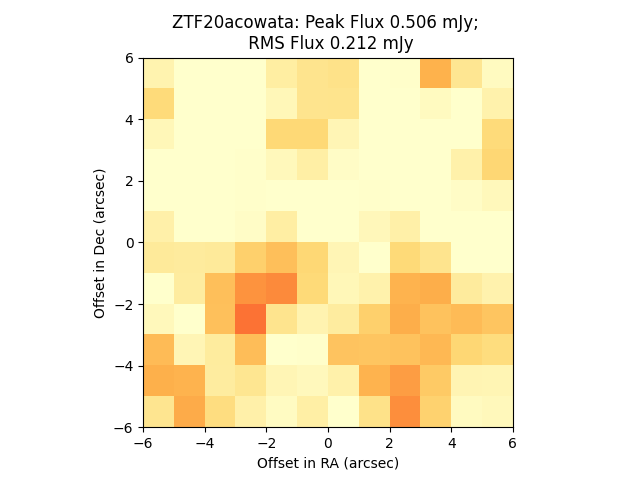 ZTF20acowata: Peak Flux 0.506 mJy;
RMS Flux 0.212 mJy
6
4
2
0
−2
−4
−6
Offset in Dec (arcsec)
−6 −4 −2 0 2 4 6
Offset in RA (arcsec)